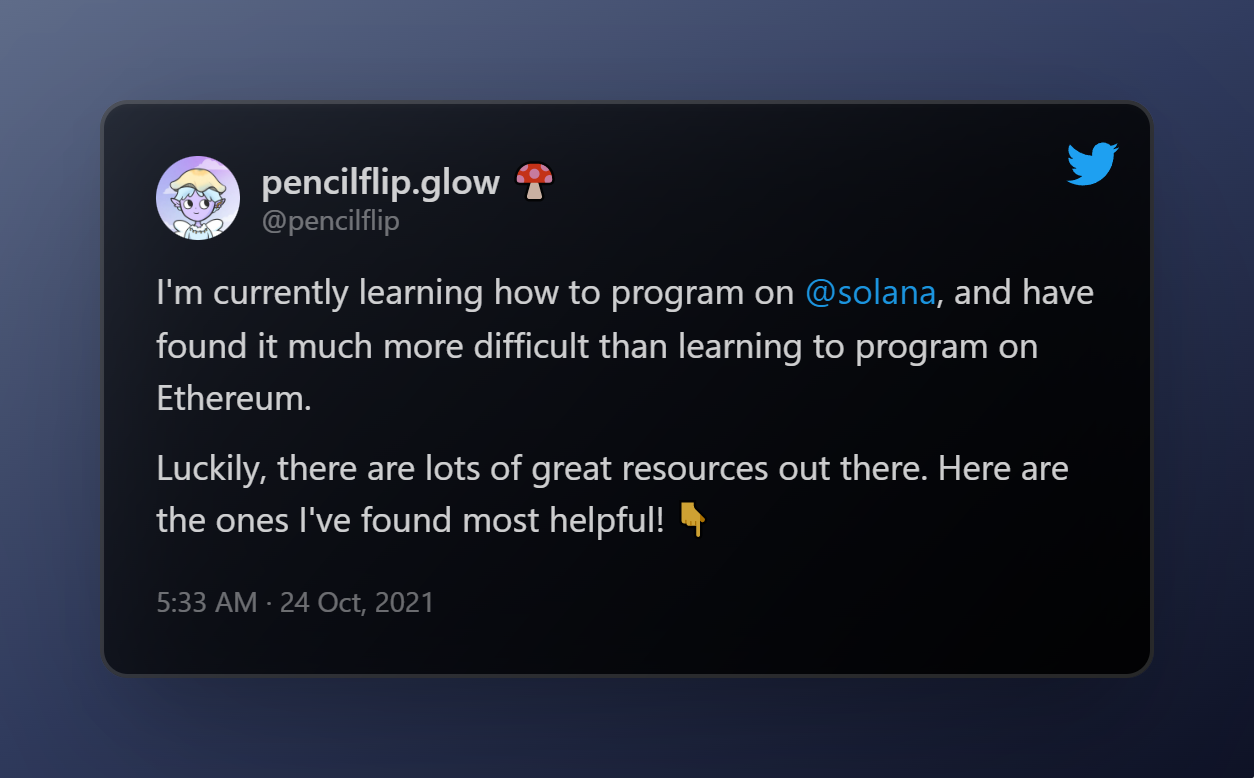 pencilflip.glow 🍄
@pencilflip
I'm currently learning how to program on @solana, and have
found it much more difficult than learning to program on
Ethereum.
Luckily, there are lots of great resources out there. Here are
the ones I've found most helpful! 👇
5:33 AM · 24 Oct, 2021